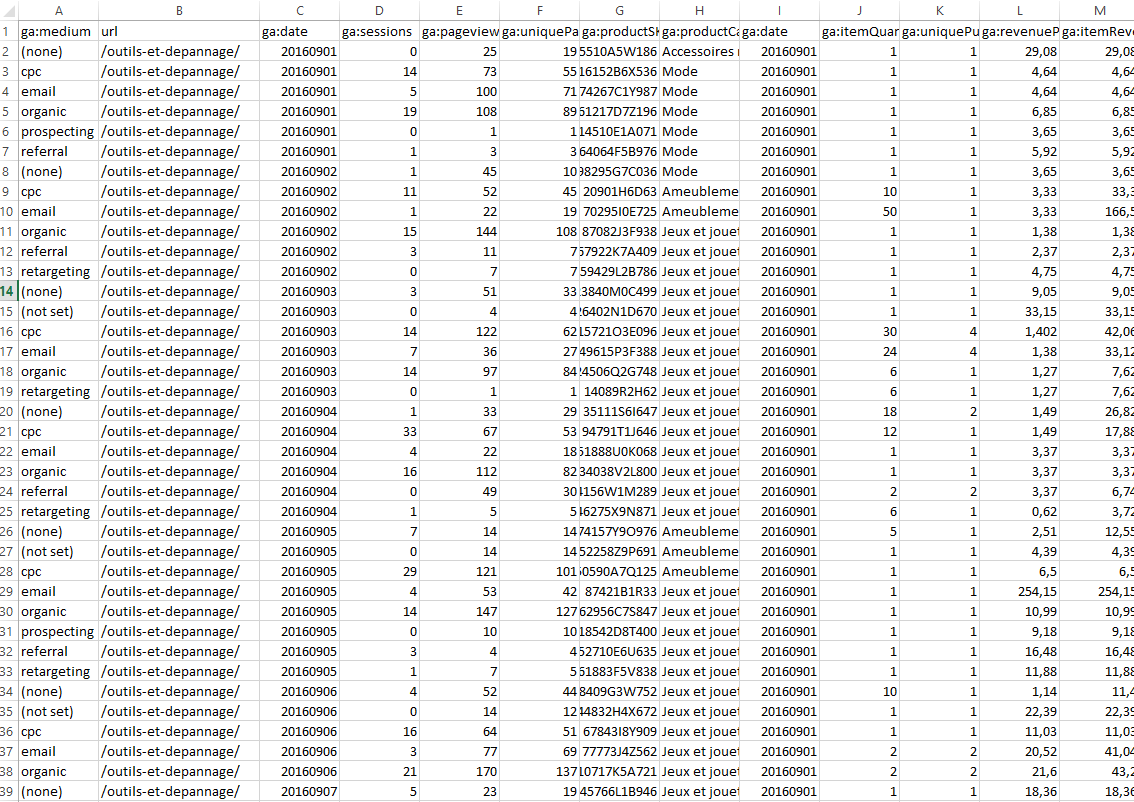 A B C D E F G H I J K L M
1 ga:medium url ga:date ga:sessions ga:pageview ga:uniquePa ga:productSk ga:productCa ga:date ga:itemQuar ga:uniquePu ga:revenueP ga:itemReve
2 (none) /outils-et-depannage/ 20160901 0 25 19 5510A5W186 Accessoires 20160901 1 1 29,08 29,08
3 cpc /outils-et-depannage/ 20160901 14 73 55 16152B6X536 Mode 20160901 1 1 4,64 4,64
4 email /outils-et-depannage/ 20160901 5 100 71 74267C1Y987 Mode 20160901 1 1 4,64 4,64
5 organic /outils-et-depannage/ 20160901 19 108 89 61217D7Z196 Mode 20160901 1 1 6,85 6,85
6 prospecting /outils-et-depannage/ 20160901 0 1 1 14510E1A071 Mode 20160901 1 1 3,65 3,65
7 referral /outils-et-depannage/ 20160901 1 3 3 64064F5B976 Mode 20160901 1 1 5,92 5,92
8 (none) /outils-et-depannage/ 20160902 1 45 10 98295G7C036 Mode 20160901 1 1 3,65 3,65
9 cpc /outils-et-depannage/ 20160902 11 52 45 20901H6D63 Ameubleme 20160901 10 1 3,33 33,3
10 email /outils-et-depannage/ 20160902 1 22 19 70295I0E725 Ameubleme 20160901 50 1 3,33 166,5
11 organic /outils-et-depannage/ 20160902 15 144 108 87082J3F938 Jeux et jouet 20160901 1 1 1,38 1,38
12 referral /outils-et-depannage/ 20160902 3 11 7 57922K7A409 Jeux et jouet 20160901 1 1 2,37 2,37
13 retargeting /outils-et-depannage/ 20160902 0 7 7 59429L2B786 Jeux et jouet 20160901 1 1 4,75 4,75
14 (none) /outils-et-depannage/ 20160903 3 51 33 3840M0C499 Jeux et jouet 20160901 1 1 9,05 9,05
15 (not set) /outils-et-depannage/ 20160903 0 4 4 6402N1D670 Jeux et jouet 20160901 1 1 33,15 33,15
16 cpc /outils-et-depannage/ 20160903 14 122 62 15721O3E096 Jeux et jouet 20160901 30 4 1,402 42,06
17 email /outils-et-depannage/ 20160903 7 36 27 49615P3F388 Jeux et jouet 20160901 24 4 1,38 33,12
18 organic /outils-et-depannage/ 20160903 14 97 84 4506Q2G748 Jeux et jouet 20160901 6 1 1,27 7,62
19 retargeting /outils-et-depannage/ 20160903 0 1 1 14089R2H62 Jeux et jouet 20160901 6 1 1,27 7,62
20 (none) /outils-et-depannage/ 20160904 1 33 29 35111S6I647 Jeux et jouet 20160901 18 2 1,49 26,82
21 cpc /outils-et-depannage/ 20160904 33 67 53 94791T1J646 Jeux et jouet 20160901 12 1 1,49 17,88
22 email /outils-et-depannage/ 20160904 4 22 18 61888U0K068 Jeux et jouet 20160901 1 1 3,37 3,37
23 organic /outils-et-depannage/ 20160904 16 112 82 34038V2L800 Jeux et jouet 20160901 1 1 3,37 3,37
24 referral /outils-et-depannage/ 20160904 0 49 30 4156W1M289 Jeux et jouet 20160901 2 2 3,37 6,74
25 retargeting /outils-et-depannage/ 20160904 1 5 5 46275X9N871 Jeux et jouet 20160901 6 1 0,62 3,72
26 (none) /outils-et-depannage/ 20160905 7 14 14 74157Y9O976 Ameubleme 20160901 5 1 2,51 12,55
27 (not set) /outils-et-depannage/ 20160905 0 14 14 52258Z9P691 Ameubleme 20160901 1 1 4,39 4,39
28 cpc /outils-et-depannage/ 20160905 29 121 101 60590A7Q125 Ameubleme 20160901 1 1 6,5 6,5
29 email /outils-et-depannage/ 20160905 4 53 42 87421B1R33 Jeux et jouet 20160901 1 1 254,15 254,15
30 organic /outils-et-depannage/ 20160905 14 147 127 62956C7S847 Jeux et jouet 20160901 1 1 10,99 10,99
31 prospecting /outils-et-depannage/ 20160905 0 10 10 18542D8T400 Jeux et jouet 20160901 1 1 9,18 9,18
32 referral /outils-et-depannage/ 20160905 3 4 4 52710E6U635 Jeux et jouet 20160901 1 1 16,48 16,48
33 retargeting /outils-et-depannage/ 20160905 1 7 5 61883F5V838 Jeux et jouet 20160901 1 1 11,88 11,88
34 (none) /outils-et-depannage/ 20160906 4 52 44 8409G3W752 Jeux et jouet 20160901 10 1 1,14 11,4
35 (not set) /outils-et-depannage/ 20160906 0 14 12 44832H4X672 Jeux et jouet 20160901 1 1 22,39 22,39
36 cpc /outils-et-depannage/ 20160906 16 64 51 67843I8Y909 Jeux et jouet 20160901 1 1 11,03 11,03
37 email /outils-et-depannage/ 20160906 3 77 69 77773J4Z562 Jeux et jouet 20160901 2 2 20,52 41,04
38 organic /outils-et-depannage/ 20160906 21 170 137 10717K5A721 Jeux et jouet 20160901 2 2 21,6 43,2
39 (none) /outils-et-depannage/ 20160907 5 23 19 45766L1B946 Jeux et jouet 20160901 1 1 18,36 18,36